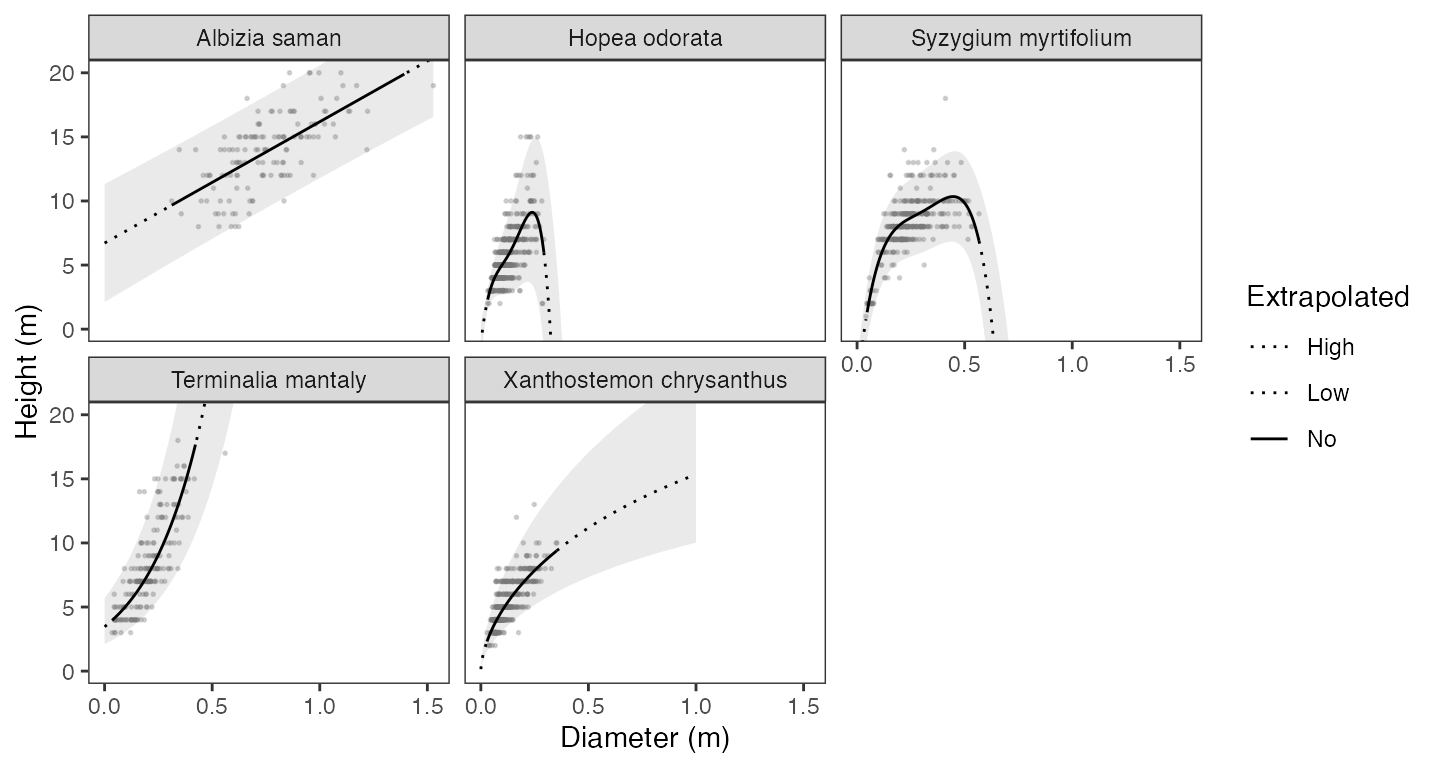 Albizia saman
Hopea odorata
Syzygium myrtifolium
20
15
10
5
0
0.0 0.5 1.0 1.5
Terminalia mantaly
Xanthostemon chrysanthus
20
15
10
5
0
0.0 0.5 1.0 1.5
0.0 0.5 1.0 1.5
Height (m)
Diameter (m)
Extrapolated
High
Low
No